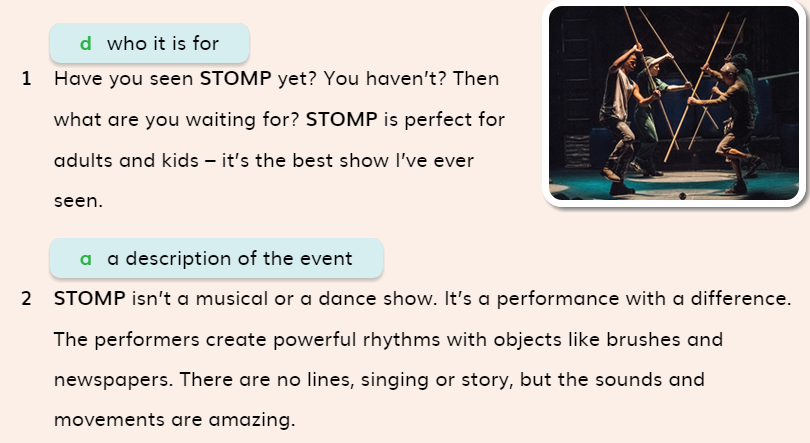 d who it is for
1 Have you seen STOMP yet? You haven't? Then
what are you waiting for? STOMP is perfect for
adults and kids – it's the best show I've ever
seen.
a a description of the event
2 STOMP isn't a musical or a dance show. It's a performance with a difference.
The performers create powerful rhythms with objects like brushes and
newspapers. There are no lines, singing or story, but the sounds and
movements are amazing.